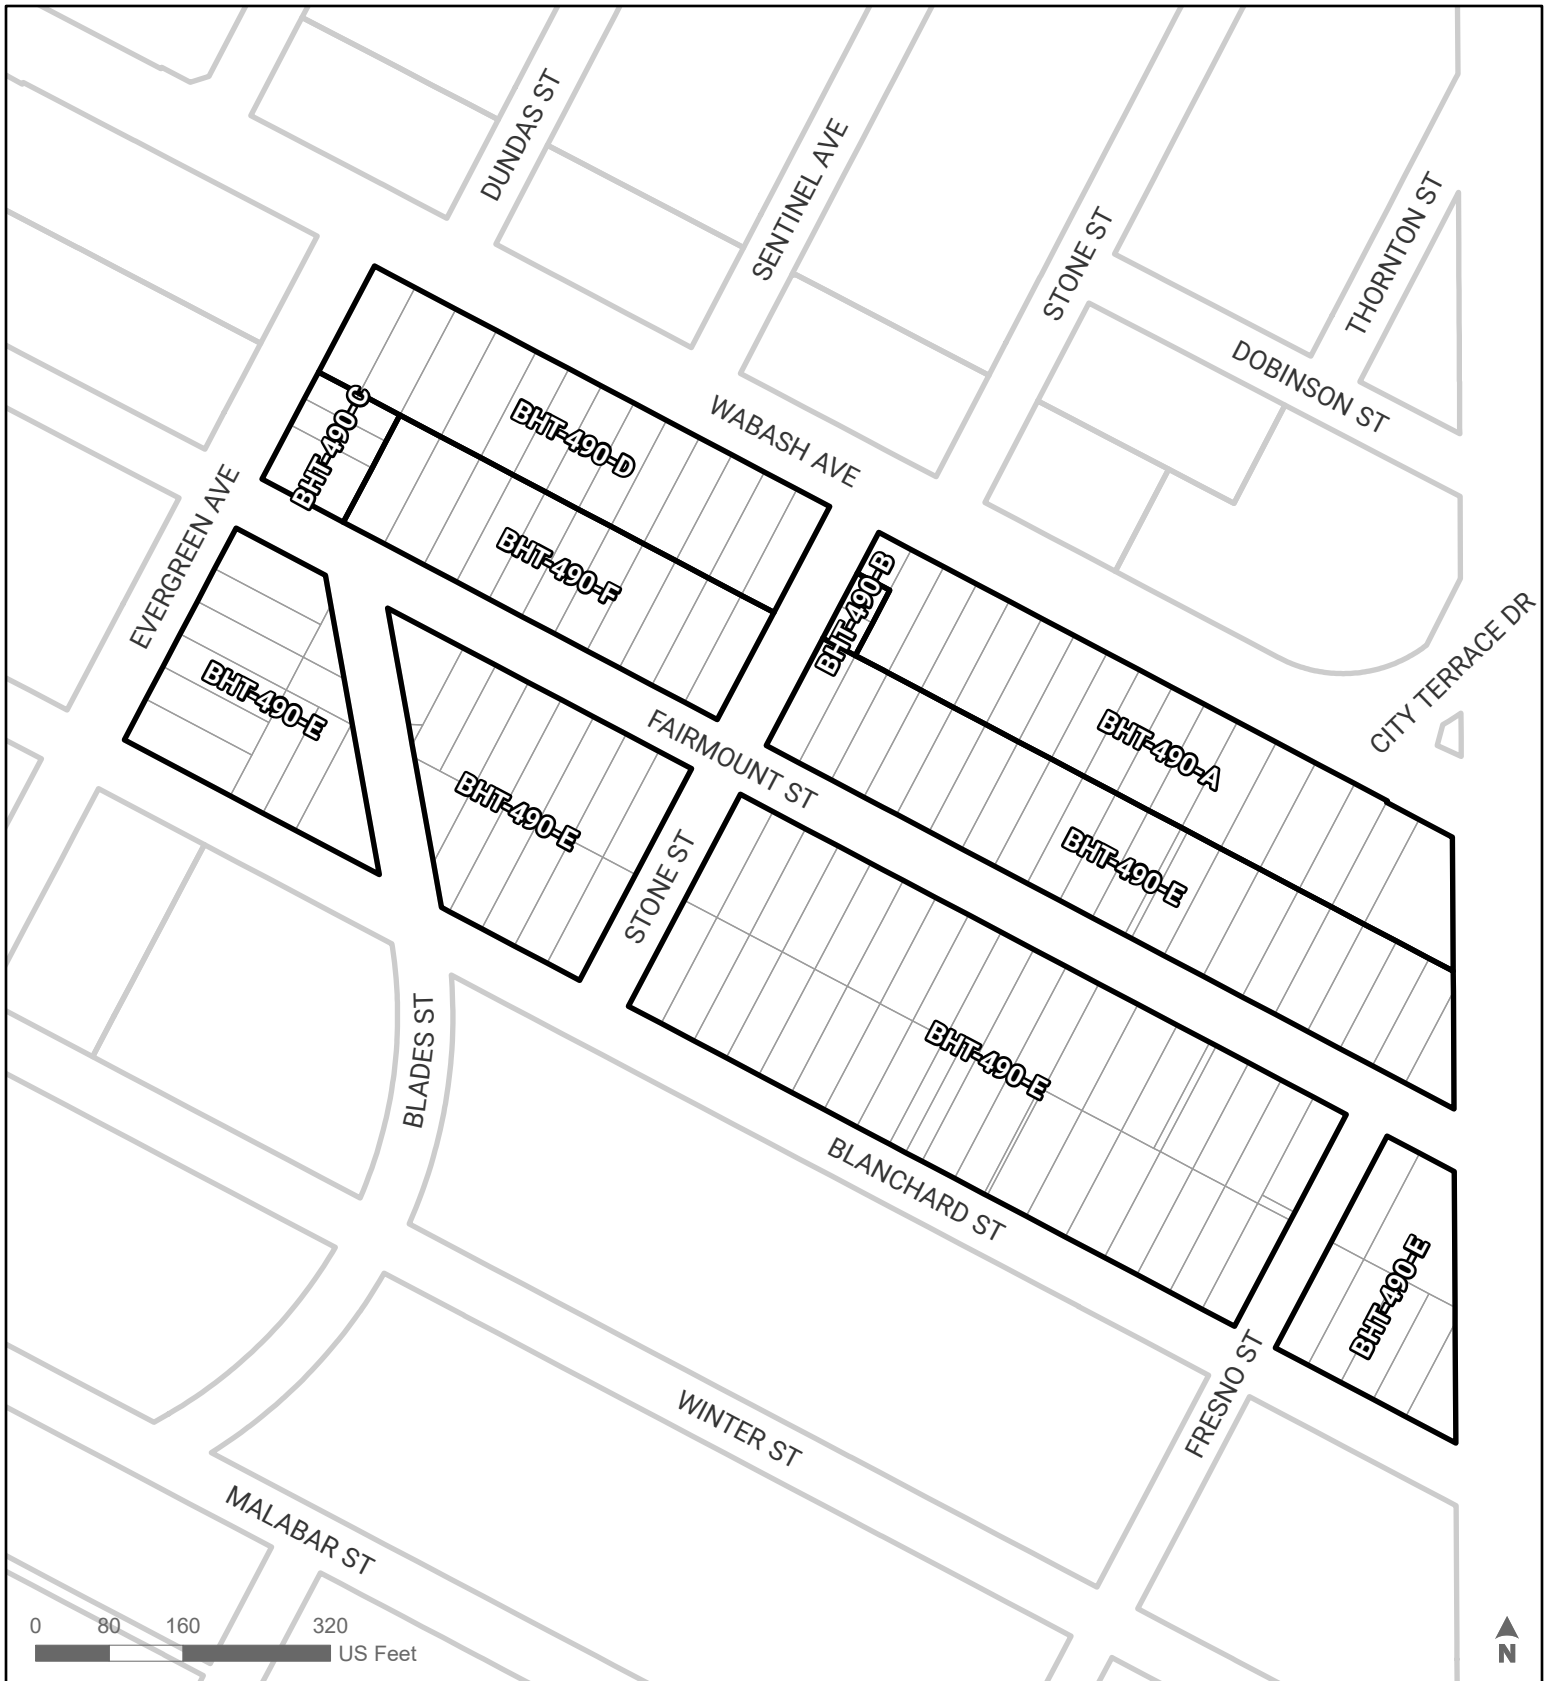 DUNDAS ST
SENTINEL AVE
STONE ST
THORNTON ST
DOBINSON ST
WABASH AVE
BHT-490-C
BHT-490-D
BHT-490-F
EVERGREEN AVE
BHT-490-B
CITY TERRACE DR
BHT-490-E
BHT-490-A
FAIRMOUNT ST
BHT-490-E
BHT-490-E
STONE ST
BHT-490-E
BLADES ST
BLANCHARD ST
BHT-490-E
FRESNO ST
WINTER ST
MALABAR ST
0 80 160 320
US Feet
N